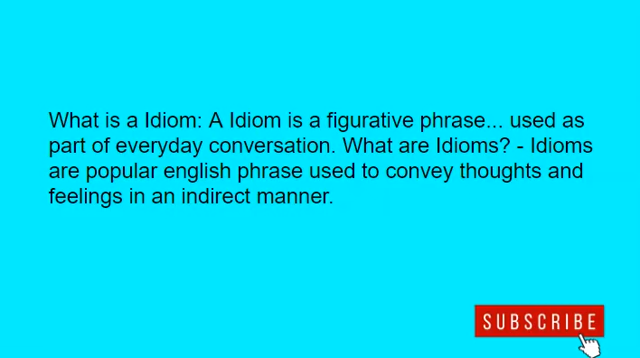 What is a Idiom: A Idiom is a figurative phrase... used as
part of everyday conversation. What are Idioms? - Idioms
are popular english phrase used to convey thoughts and
feelings in an indirect manner.
SUBSCRIBE